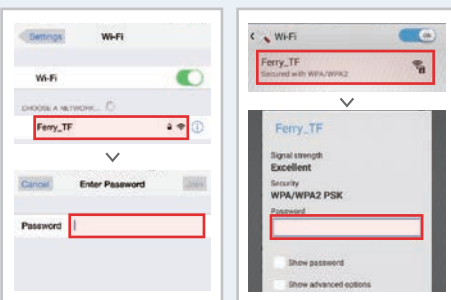 Settings Wi-Fi
Wi-Fi
CHOOSE A NETWORK...
Ferry_TF
Cancel Enter Password Join
Password
Wi-Fi
Ferry_TF
Secured with WPA/WPA2
Ferry_TF
Signal strength
Excellent
Security
WPA/WPA2 PSK
Password
Show password
Show advanced options